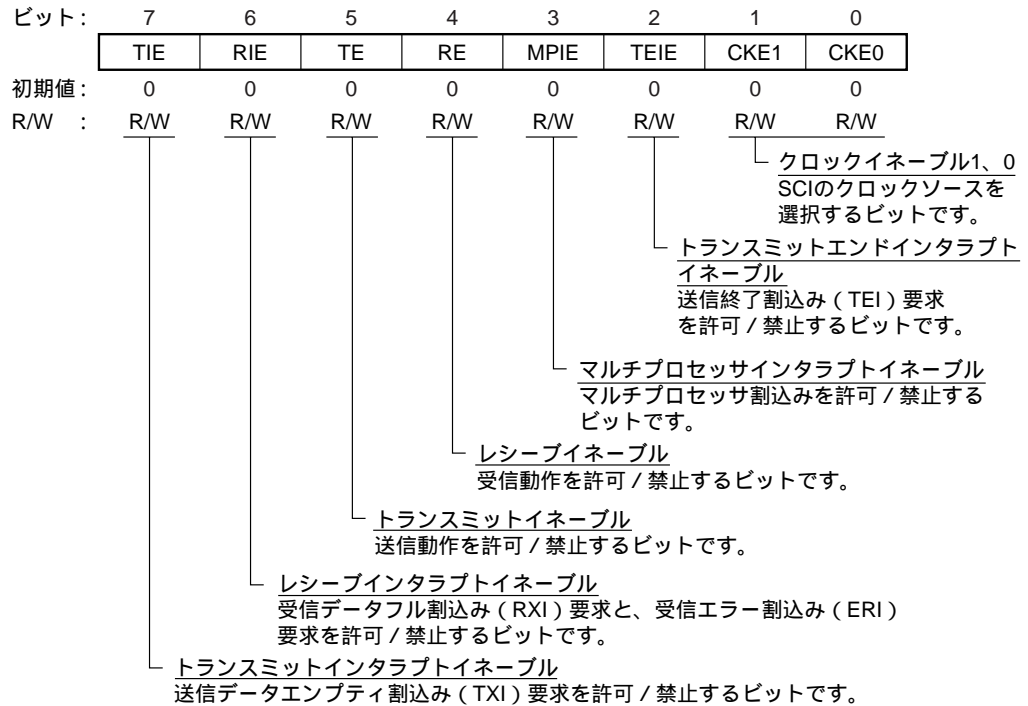 ビット: 7 6 5 4 3 2 1 0
TIE RIE TE RE MPIE TEIE CKE1 CKE0
初期値: 0 0 0 0 0 0 0 0
R/W : R/W R/W R/W R/W R/W R/W R/W R/W
クロックイネーブル1、0
SCIのクロックソースを
選択するビットです。
トランスミットエンドインタラプト
イネーブル
送信終了割込み(TEI)要求
を許可/禁止するビットです。
マルチプロセッサインタラプトイネーブル
マルチプロセッサ割込みを許可/禁止する
ビットです。
レシーブイネーブル
受信動作を許可/禁止するビットです。
トランスミットイネーブル
送信動作を許可/禁止するビットです。
レシーブインタラプトイネーブル
受信データフル割込み(RXI)要求と、受信エラー割込み(ERI)
要求を許可/禁止するビットです。
トランスミットインタラプトイネーブル
送信データエンプティ割込み(TXI)要求を許可/禁止するビットです。